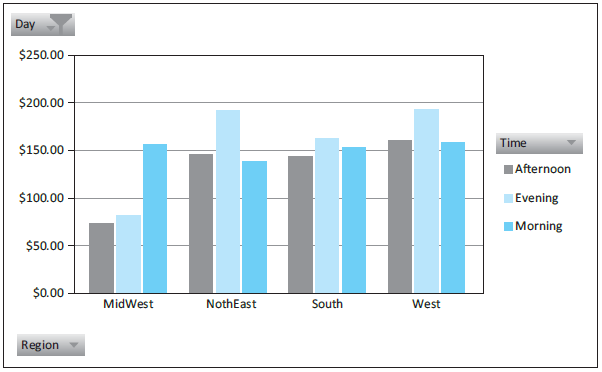 Day
$250.00
$200.00
$150.00
$100.00
$50.00
$0.00
MidWest NothEast South West
Time
Afternoon
Evening
Morning
Region